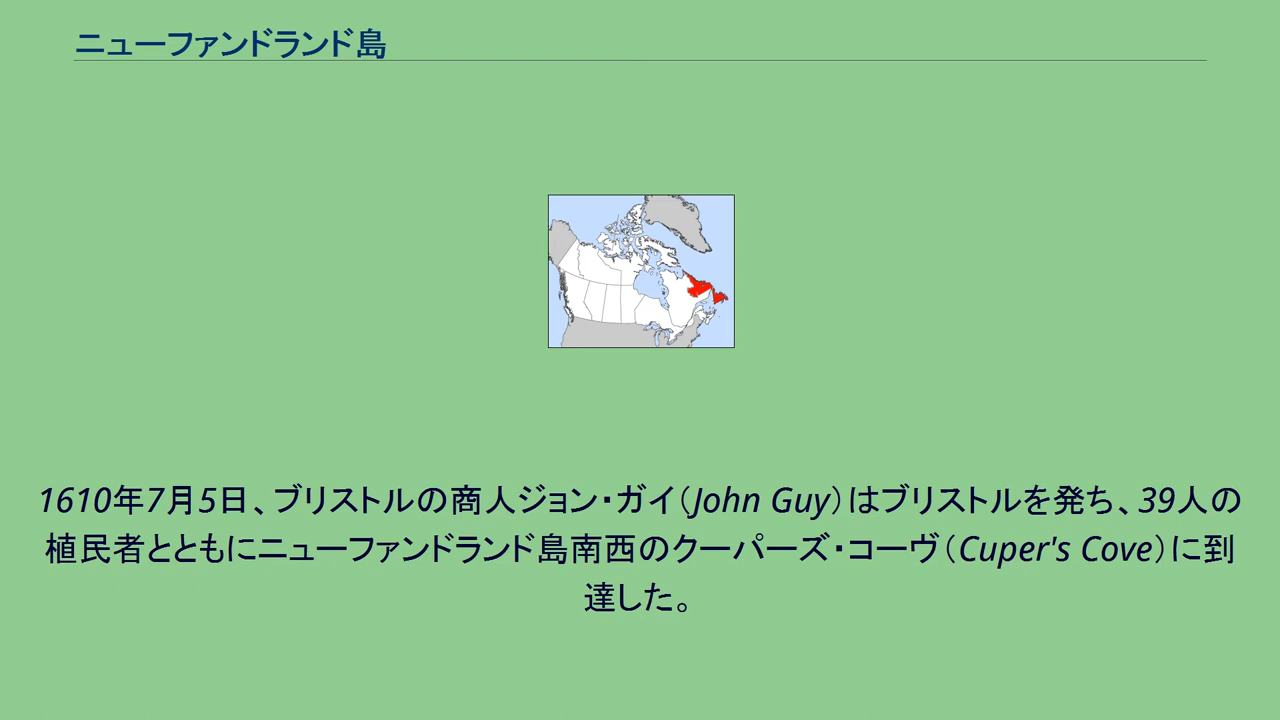 ニューファンドランド島
1610年7月5日、ブリストルの商人ジョン・ガイ（John Guy）はブリストルを発ち、39人の
植民者とともにニューファンドランド島南西のクーパーズ・コーヴ（Cuper's Cove）に到
達した。